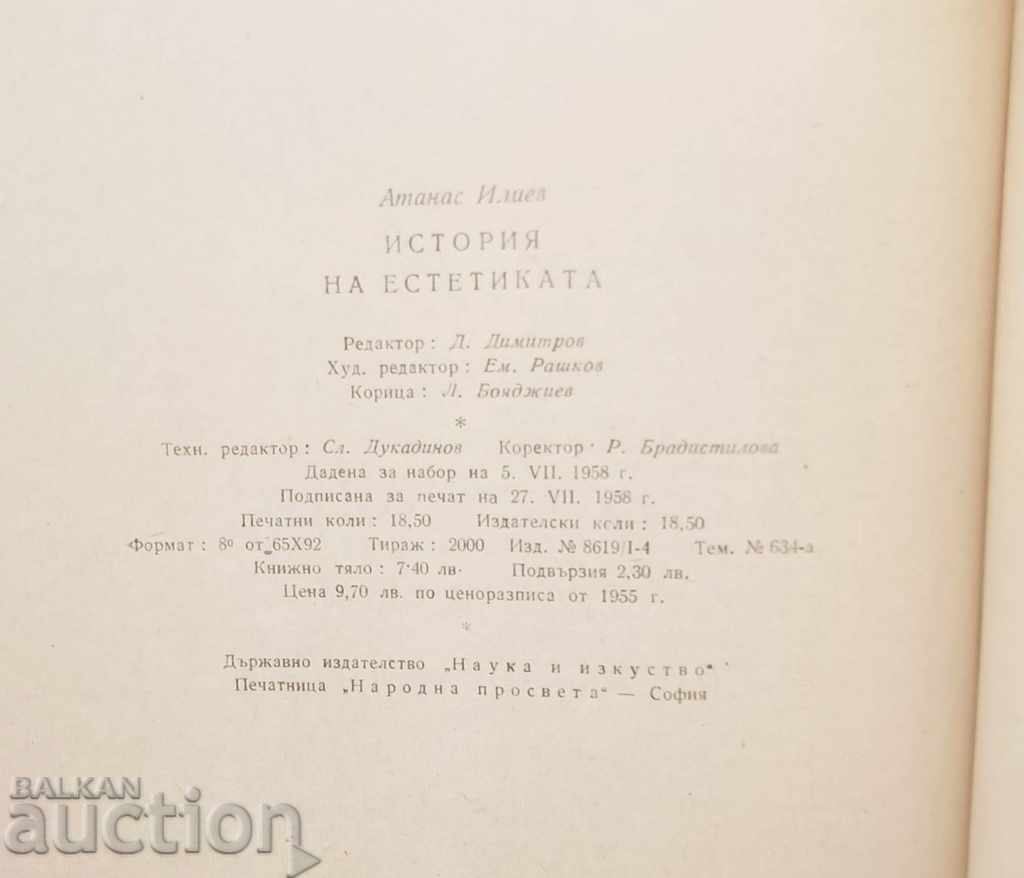 Атанас Илиев
ИСТОРИЯ
НА ЕСТЕТИКАТА
Редактор: Д. Димитров
Худ. редактор: Ем. Рашков
Корица: Л. Бояджиев
*
Техн. редактор: Сл. Дукадинов Коректор· Р. Брадистилова
Дадена за набор на 5. VII. 1958 г.
Подписана за печат на 27. VII. 1958 г.
Печатни коли: 18,50 Издателски коли: 18,50
Формат: 8⁰ от 65X92 Тираж: 2000 Изд. № 8619/I-4 Тем. № 634-а
Книжно тяло: 7·40 лв· Подвързия 2,30 лв.
Цена 9,70 лв. по ценоразписа от 1955 г.
*
Държавно издателство „Наука и изкуство“
Печатница „Народна просвета“ — София
BALKAN
auction